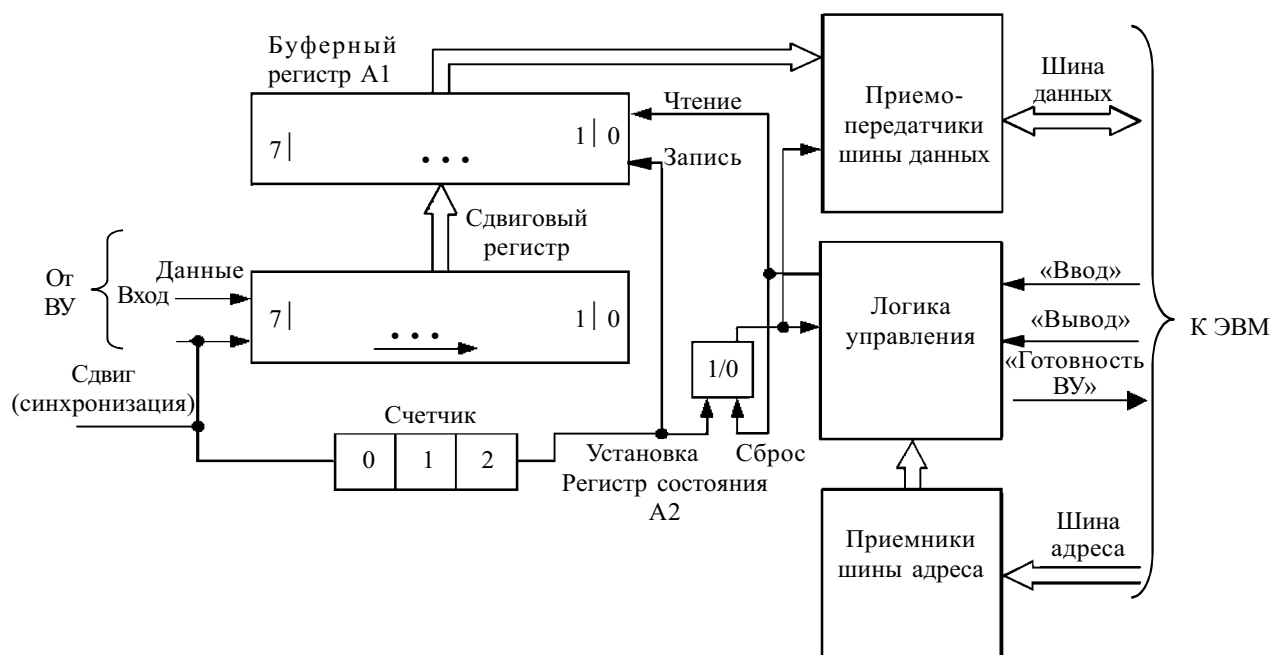 Буферный
регистр А1
7
1 0
• • •
Чтение
Запись
Приемо-
передатчики
шины данных
Шина
данных
Сдвиговый
регистр
От
ВУ
Данные
Вход
7
1 0
• • •
Сдвиг
(синхронизация)
Счетчик
0 1 2
1/0
Установка
Сброс
Регистр состояния
А2
Логика
управления
«Ввод»
«Вывод»
«Готовность
ВУ»
К ЭВМ
Приемники
шины адреса
Шина
адреса